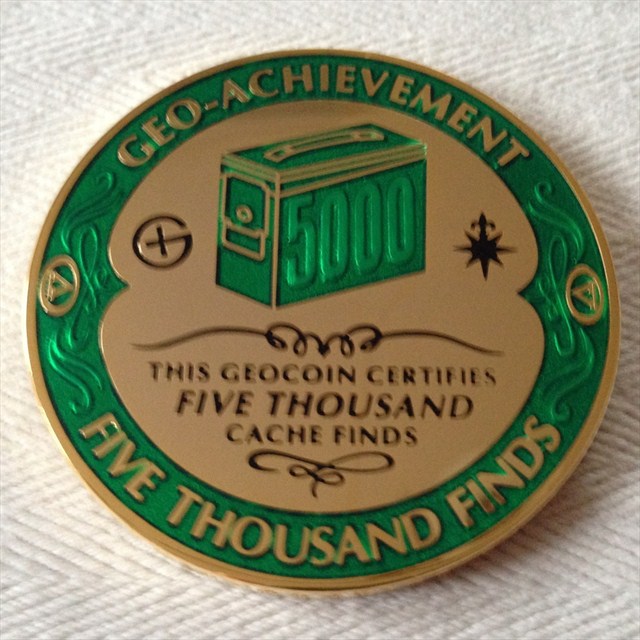 GEO-ACHIEVEMENT
5000
THIS GEOCOIN CERTIFIES
FIVE THOUSAND
CACHE FINDS
FIVE THOUSAND FINDS